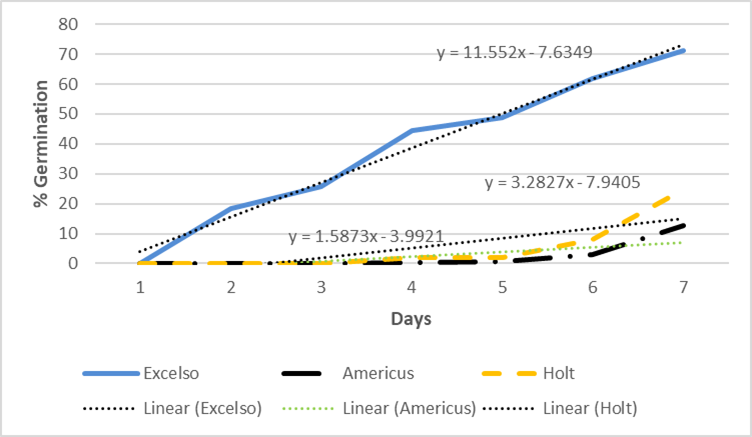 80
70
60
50
40
30
20
10
0
% Germination
y = 11.552x - 7.6349
y = 3.2827x - 7.9405
y = 1.5873x - 3.9921
1 2 3 4 5 6 7
Days
Excelso Americus Holt
Linear (Excelso) Linear (Americus) Linear (Holt)